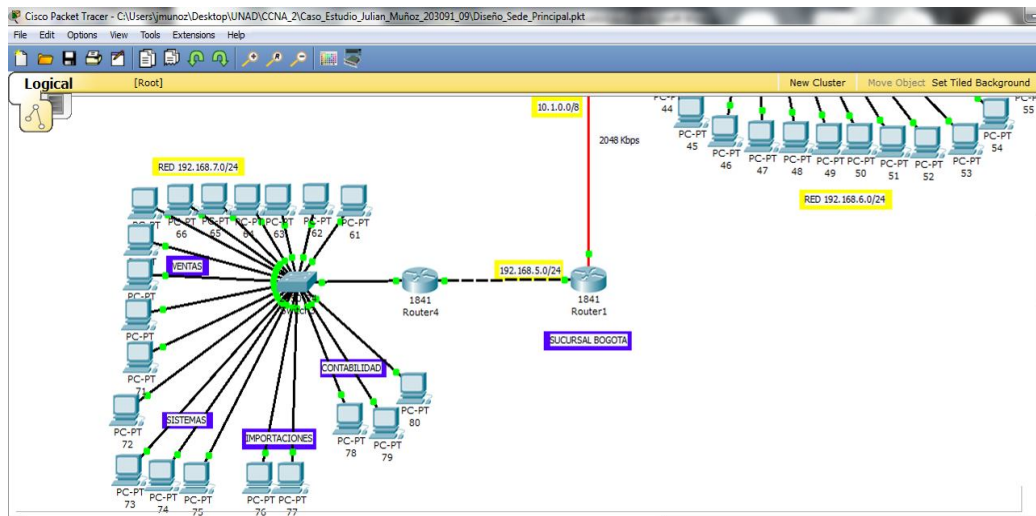 Cisco Packet Tracer - C:\Users\jmunoz\Desktop\UNAD\CCNA_2\Caso_Estudio_Julian_Muñoz_203091_09\Diseño_Sede_Principal.pkt
File Edit Options View Tools Extensions Help
Logical [Root] New Cluster Move Object Set Tiled Background
10.1.0.0/8
2048 Kbps
44
PC-PT
45
PC-PT
46
PC-PT
47
PC-PT
48
PC-PT
49
PC-PT
50
PC-PT
51
PC-PT
52
PC-PT
53
PC-PT
54
55
RED 192.168.6.0/24
RED 192.168.7.0/24
PC-PT
66
PC-PT
65
PC-PT
64
PC-PT
63
PC-PT
62
PC-PT
61
VENTAS
PC-PT
PC-PT
PC-PT
PC-PT
71
PC-PT
72
192.168.5.0/24
1841
Router4
1841
Router1
SUCURSAL BOGOTA
CONTABILIDAD
SISTEMAS
IMPORTACIONES
PC-PT
80
PC-PT
78
PC-PT
79
PC-PT
73
PC-PT
74
PC-PT
75
PC-PT
76
PC-PT
77